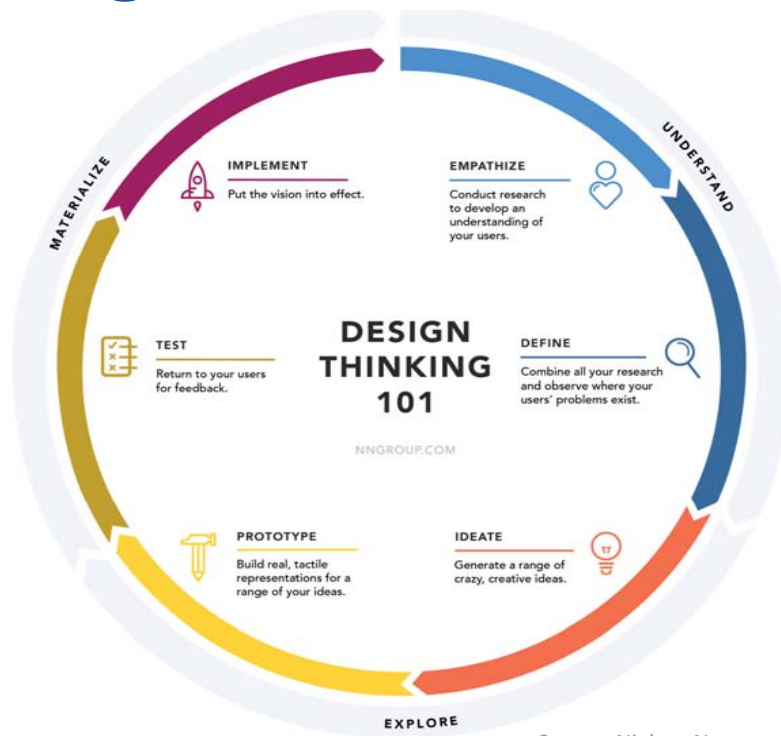 UNDERSTAND
EMPATHIZE
Conduct research
to develop an
understanding of
your users.
DEFINE
Combine all your research
and observe where your
users' problems exist.
IDEATE
Generate a range of
crazy, creative ideas.
EXPLORE
PROTOTYPE
Build real, tactile
representations for a
range of your ideas.
TEST
Return to your users
for feedback.
MATERIALIZE
IMPLEMENT
Put the vision into effect.
DESIGN
THINKING
101
NNGROUP.COM